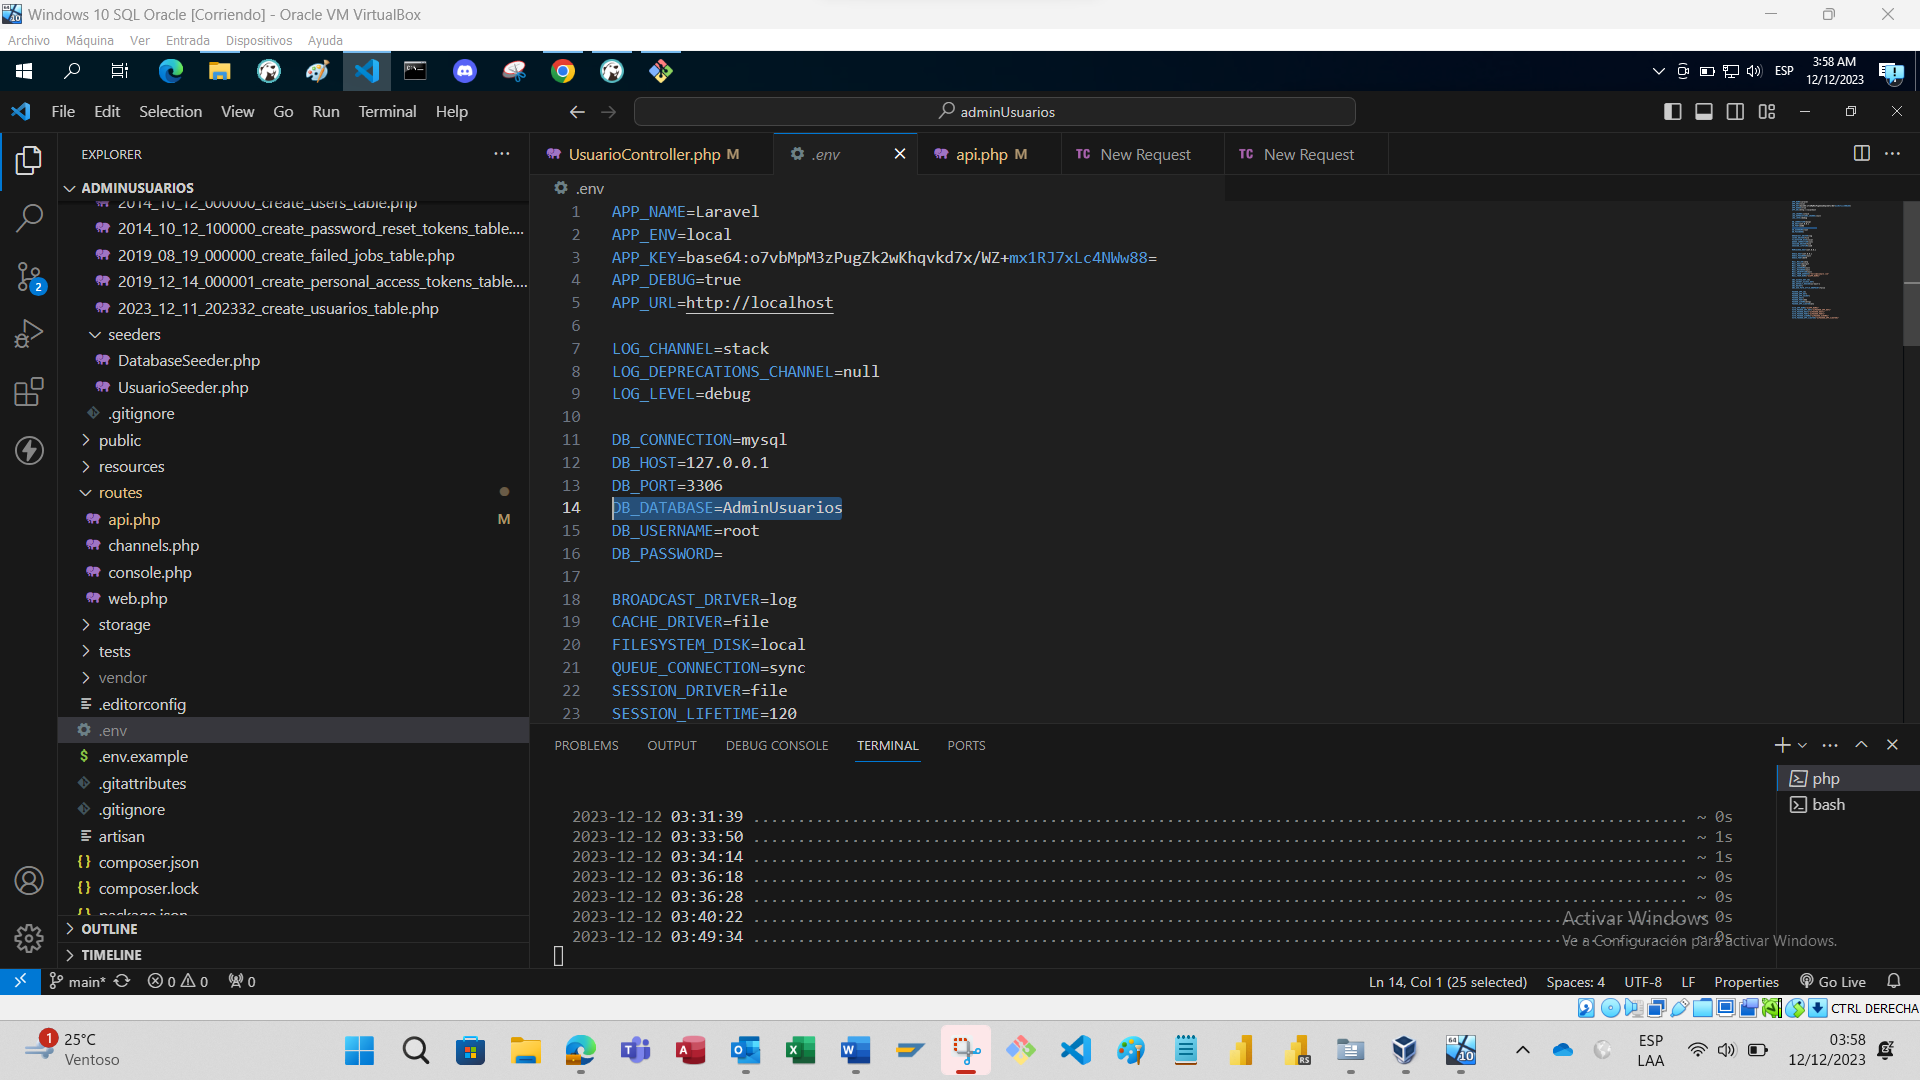 Windows 10 SQL Oracle [Corriendo] - Oracle VM VirtualBox
Archivo Máquina Ver Entrada Dispositivos Ayuda
ESP
3:58 AM
12/12/2023
File Edit Selection View Go Run Terminal Help
adminUsuarios
EXPLORER
UsuarioController.php M
.env
api.php M
TC New Request
TC New Request
ADMINUSUARIOS
2014_10_12_000000_create_users_table.php
2014_10_12_100000_create_password_reset_tokens_table....
2019_08_19_000000_create_failed_jobs_table.php
2019_12_14_000001_create_personal_access_tokens_table....
2023_12_11_202332_create_usuarios_table.php
seeders
DatabaseSeeder.php
UsuarioSeeder.php
.gitignore
public
resources
routes
api.php M
channels.php
console.php
web.php
storage
tests
vendor
.editorconfig
.env
.env.example
.gitattributes
.gitignore
artisan
composer.json
composer.lock
package.json
OUTLINE
TIMELINE
2
.env
1 APP_NAME=Laravel
2 APP_ENV=local
3 APP_KEY=base64:o7vbMpM3zPugZk2wKhqvkd7x/WZ+mx1RJ7xLc4NWw88=
4 APP_DEBUG=true
5 APP_URL=http://localhost
6
7 LOG_CHANNEL=stack
8 LOG_DEPRECATIONS_CHANNEL=null
9 LOG_LEVEL=debug
10
11 DB_CONNECTION=mysql
12 DB_HOST=127.0.0.1
13 DB_PORT=3306
14 DB_DATABASE=AdminUsuarios
15 DB_USERNAME=root
16 DB_PASSWORD=
17
18 BROADCAST_DRIVER=log
19 CACHE_DRIVER=file
20 FILESYSTEM_DISK=local
21 QUEUE_CONNECTION=sync
22 SESSION_DRIVER=file
23 SESSION_LIFETIME=120
PROBLEMS OUTPUT DEBUG CONSOLE TERMINAL PORTS
php
bash
2023-12-12 03:31:39 ........ ~ 0s
2023-12-12 03:33:50 ........ ~ 1s
2023-12-12 03:34:14 ........ ~ 1s
2023-12-12 03:36:18 ........ ~ 0s
2023-12-12 03:36:28 ........ ~ 0s
2023-12-12 03:40:22 ........ ~ 0s
2023-12-12 03:49:34 ........ ~ 0s
Activar Windows
Ve a Configuración para activar Windows.
main* 0 0 0
Ln 14, Col 1 (25 selected) Spaces: 4 UTF-8 LF Properties Go Live
CTRL DERECHA
1
25°C
Ventoso
ESP
LAA
03:58
12/12/2023